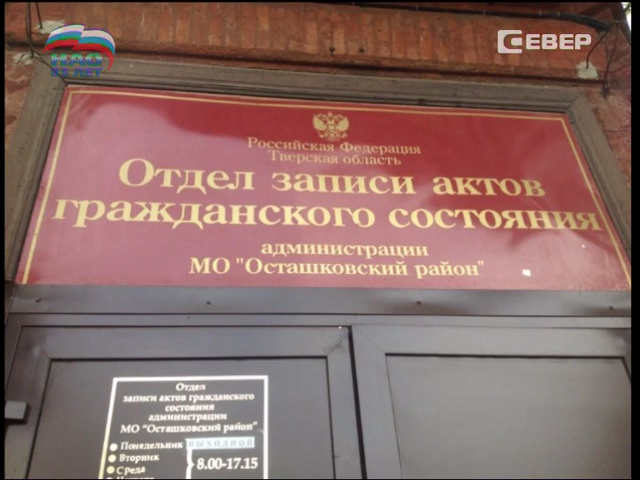 СЕВЕР
НАО
Российская Федерация
Тверская область
Отдел записи актов
гражданского состояния
администрации
МО "Осташковский район"
Отдел
записи актов гражданского
состояния
администрации
МО "Осташковский район"
Понедельник ВЫХОДНОЙ
Вторник
8.00-17.15
Среда